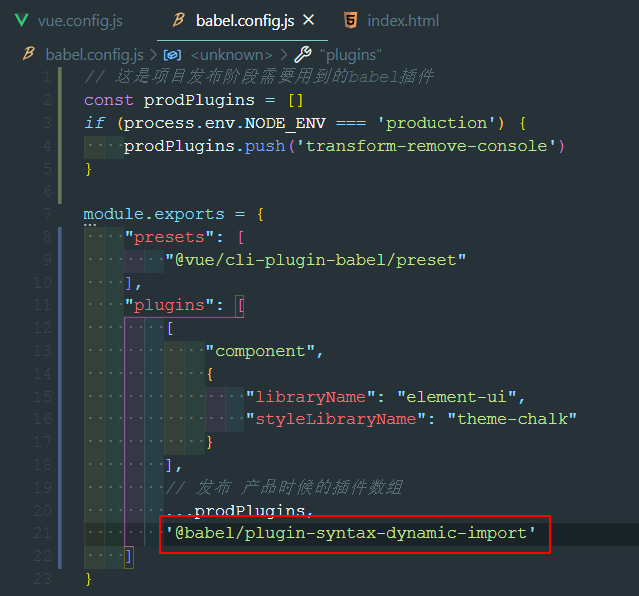 vue.config.js babel.config.js × index.html
babel.config.js > <unknown> > "plugins"
1 // 这是项目发布阶段需要用到的babel插件
2 const prodPlugins = []
3 if (process.env.NODE_ENV === 'production') {
4 prodPlugins.push('transform-remove-console')
5 }
6
7 module.exports = {
8 "presets": [
9 "@vue/cli-plugin-babel/preset"
10 ],
11 "plugins": [
12 [
13 "component",
14 {
15 "libraryName": "element-ui",
16 "styleLibraryName": "theme-chalk"
17 }
18 ],
19 // 发布 产品时候的插件数组
20 ...prodPlugins,
21 '@babel/plugin-syntax-dynamic-import'
22 ]
23 }